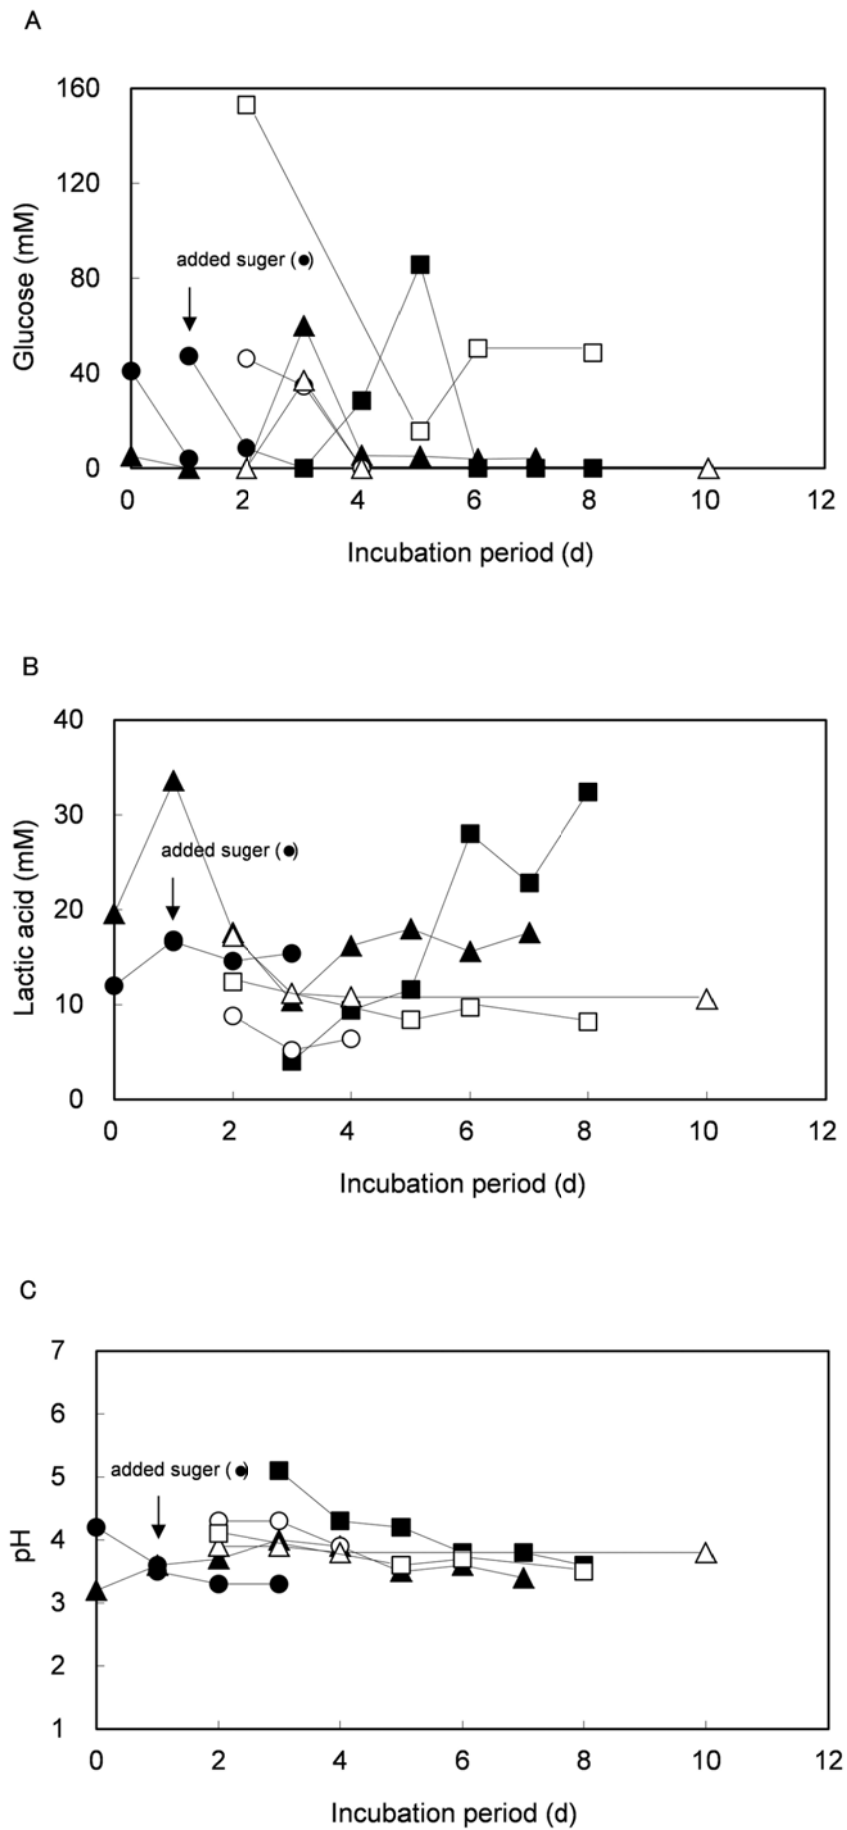 A
160
120
80
40
0
Glucose (mM)
added suger (●)
0 2 4 6 8 10 12
Incubation period (d)
B
40
30
20
10
0
Lactic acid (mM)
added suger (●)
0 2 4 6 8 10 12
Incubation period (d)
C
7
6
5
4
3
2
1
pH
added suger (●)
0 2 4 6 8 10 12
Incubation period (d)